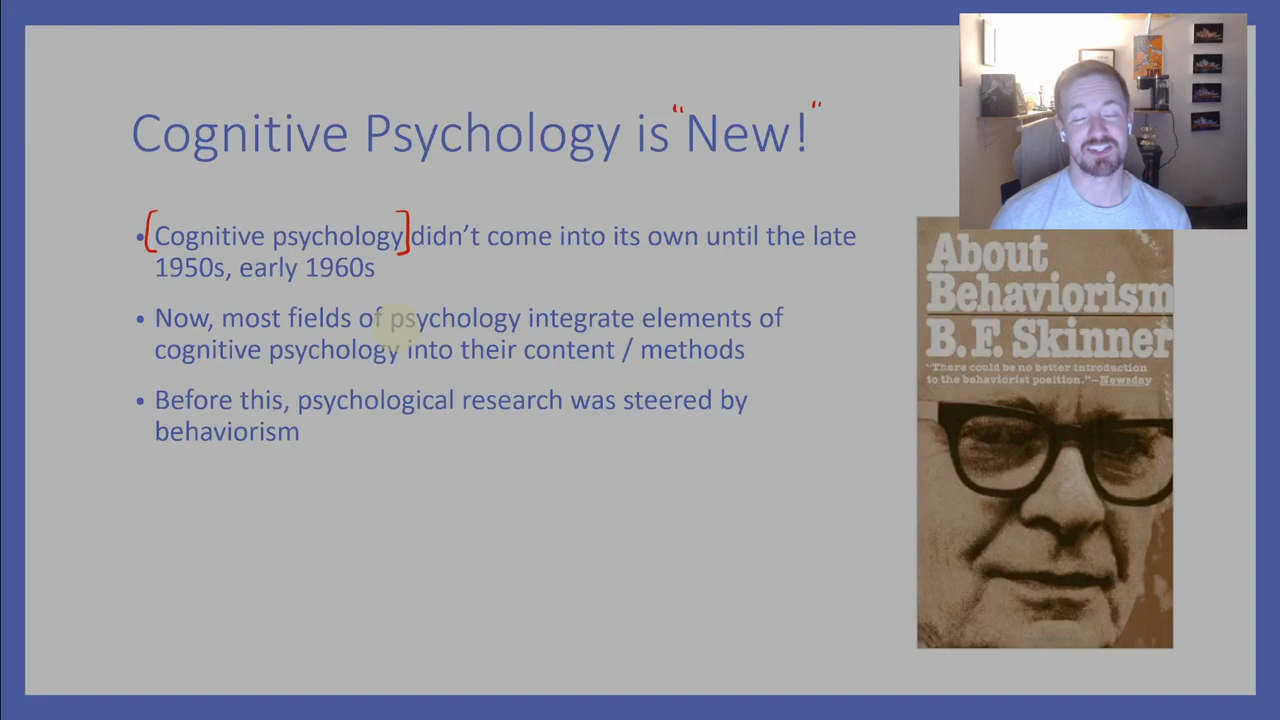 Cognitive Psychology is "New!"
• [Cognitive psychology] didn't come into its own until the late
1950s, early 1960s
• Now, most fields of psychology integrate elements of
cognitive psychology into their content / methods
• Before this, psychological research was steered by
behaviorism
About
Behaviorism
B.F. Skinner
"There could be no better introduction
to the behaviorist position."—Newsday